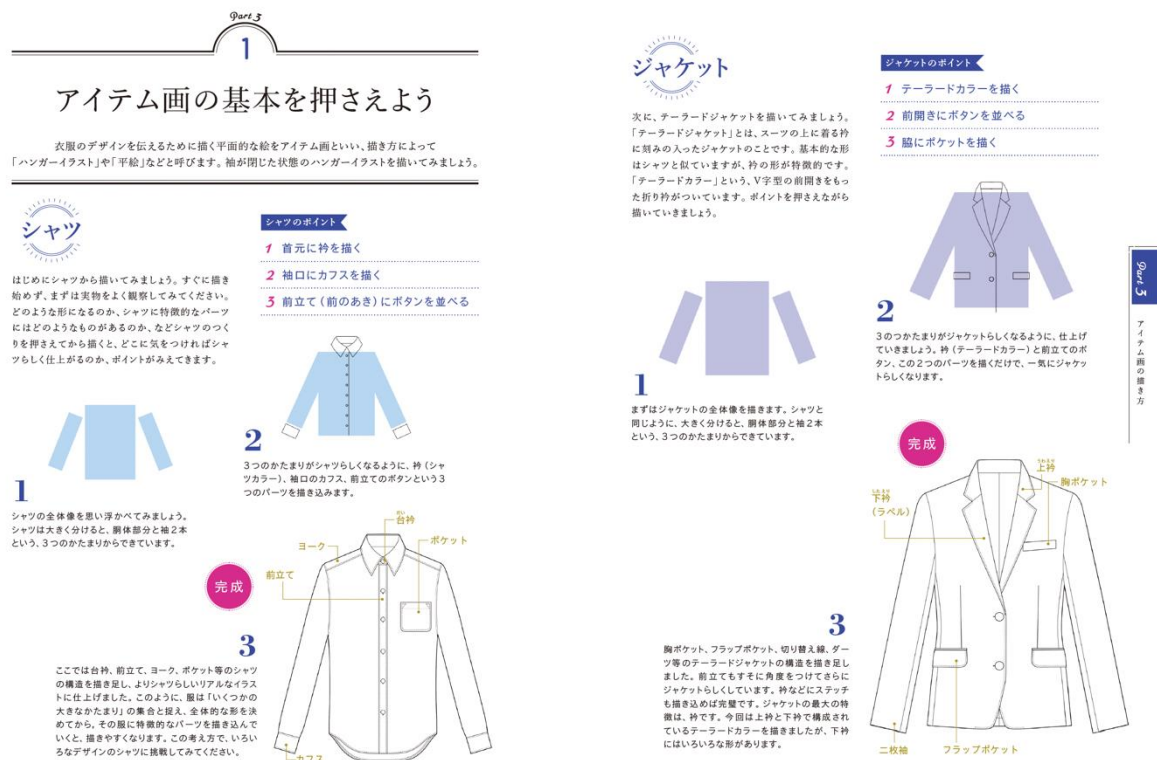 Part 3
1
アイテム画の基本を押さえよう
衣服のデザインを伝えるために描く平面的な絵をアイテム画といい、描き方によって
「ハンガーイラスト」や「平絵」などと呼びます。袖が閉じた状態のハンガーイラストを描いてみましょう。
シャツ
はじめにシャツから描いてみましょう。すぐに描き
始めず、まずは実物をよく観察してみてください。
どのような形になるのか、シャツに特徴的なパーツ
にはどのようなものがあるのか、などシャツのつく
りを押さえてから描くと、どこに気をつければシャ
ツらしく仕上がるのか、ポイントがみえてきます。
シャツのポイント
1 首元に衿を描く
2 袖口にカフスを描く
3 前立て（前のあき）にボタンを並べる
1
シャツの全体像を思い浮かべてみましょう。
シャツは大きく分けると、胴体部分と袖2本
という、3つのかたまりからできています。
2
3つのかたまりがシャツらしくなるように、衿（シャ
ツカラー）、袖口のカフス、前立てのボタンという3
つのパーツを描き込みます。
完成
3
ここでは台衿、前立て、ヨーク、ポケット等のシャツ
の構造を描き足し、よりシャツらしいリアルなイラス
トに仕上げました。このように、服は「いくつかの
大きなかたまり」の集合と捉え、全体的な形を決
めてから、その服に特徴的なパーツを描き込んで
いくと、描きやすくなります。この考え方で、いろい
ろなデザインのシャツに挑戦してみてください。
だい
台衿
ヨーク
ポケット
前立て
カフス
ジャケット
次に、テーラードジャケットを描いてみましょう。
「テーラードジャケット」とは、スーツの上に着る衿
に刻みの入ったジャケットのことです。基本的な形
はシャツと似ていますが、衿の形が特徴的です。
「テーラードカラー」という、V字型の前開きをもっ
た折り衿がついています。ポイントを押さえながら
描いていきましょう。
ジャケットのポイント
1 テーラードカラーを描く
2 前開きにボタンを並べる
3 脇にポケットを描く
1
まずはジャケットの全体像を描きます。シャツと
同じように、大きく分けると、胴体部分と袖2本
という、3つのかたまりからできています。
2
3のつかたまりがジャケットらしくなるように、仕上げ
ていきましょう。衿（テーラードカラー）と前立てのボ
タン、この2つのパーツを描くだけで、一気にジャケッ
トらしくなります。
完成
3
胸ポケット、フラップポケット、切り替え線、ダー
ツ等のテーラードジャケットの構造を描き足し
ました。前立てもすそに角度をつけてさらに
ジャケットらしくしています。衿などにステッチ
も描き込めば完璧です。ジャケットの最大の特
徴は、衿です。今回は上衿と下衿で構成され
ているテーラードカラーを描きましたが、下衿
にはいろいろな形があります。
うわえり
上衿
胸ポケット
したえり
下衿
（ラペル）
二枚袖
フラップポケット
Part 3
アイテム画の描き方